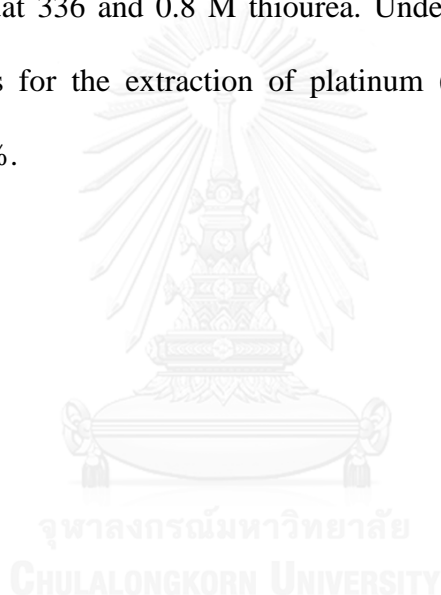 uat 336 and 0.8 M thiourea. Unde
s for the extraction of platinum (
%.
จุฬาลงกรณ์มหาวิทยาลัย
CHULALONGKORN UNIVERSITY